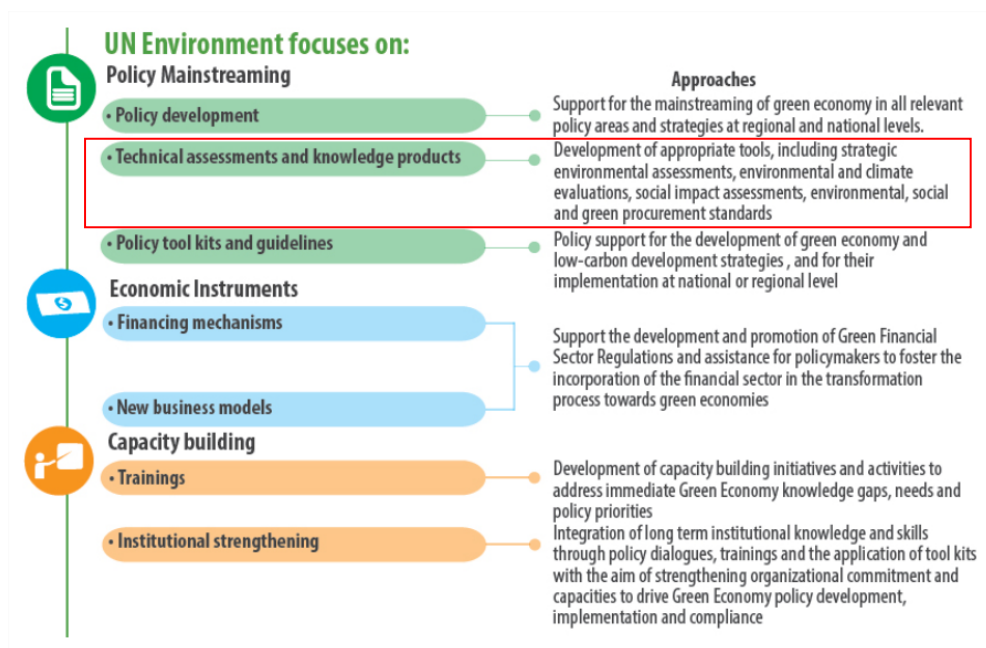 UN Environment focuses on:
Policy Mainstreaming
Approaches
• Policy development
Support for the mainstreaming of green economy in all relevant
policy areas and strategies at regional and national levels.
• Technical assessments and knowledge products
Development of appropriate tools, including strategic
environmental assessments, environmental and climate
evaluations, social impact assessments, environmental, social
and green procurement standards
• Policy tool kits and guidelines
Policy support for the development of green economy and
low-carbon development strategies , and for their
implementation at national or regional level
Economic Instruments
• Financing mechanisms
• New business models
Support the development and promotion of Green Financial
Sector Regulations and assistance for policymakers to foster the
incorporation of the financial sector in the transformation
process towards green economies
Capacity building
• Trainings
Development of capacity building initiatives and activities to
address immediate Green Economy knowledge gaps, needs and
policy priorities
• Institutional strengthening
Integration of long term institutional knowledge and skills
through policy dialogues, trainings and the application of tool kits
with the aim of strengthening organizational commitment and
capacities to drive Green Economy policy development,
implementation and compliance